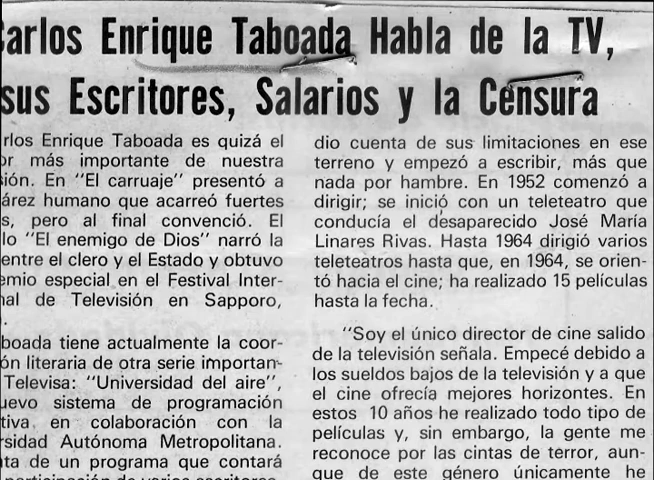 Carlos Enrique Taboada Habla de la TV,
sus Escritores, Salarios y la Censura
rlos Enrique Taboada es quizá el
or más importante de nuestra
sión. En "El carruaje" presentó a
árez humano que acarreó fuertes
s, pero al final convenció. El
lo "El enemigo de Dios" narró la
entre el clero y el Estado y obtuvo
emio especial en el Festival Inter-
nal de Televisión en Sapporo,
.
boada tiene actualmente la coor-
ón literaria de otra serie importan-
Televisa: "Universidad del aire",
uevo sistema de programación
tiva en colaboración con la
rsidad Autónoma Metropolitana.
ta de un programa que contará
participación de varios escritores
dio cuenta de sus limitaciones en ese
terreno y empezó a escribir, más que
nada por hambre. En 1952 comenzó a
dirigir; se inició con un teleteatro que
conducía el desaparecido José María
Linares Rivas. Hasta 1964 dirigió varios
teleteatros hasta que, en 1964, se orien-
tó hacia el cine; ha realizado 15 películas
hasta la fecha.
"Soy el único director de cine salido
de la televisión señala. Empecé debido a
los sueldos bajos de la televisión y a que
el cine ofrecía mejores horizontes. En
estos 10 años he realizado todo tipo de
películas y, sin embargo, la gente me
reconoce por las cintas de terror, aun-
que de este género únicamente he